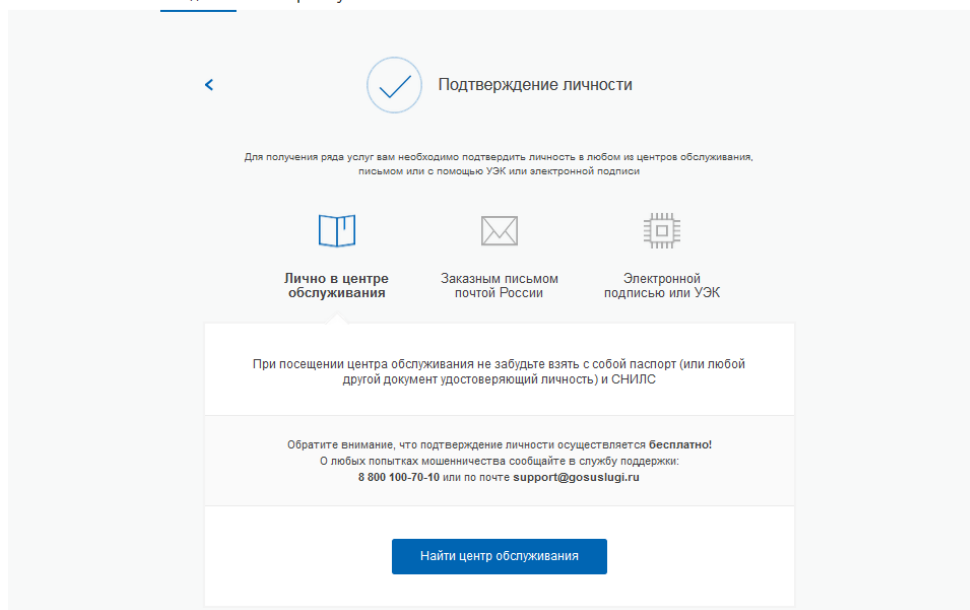 Подтверждение личности
Для получения ряда услуг вам необходимо подтвердить личность в любом из центров обслуживания,
письмом или с помощью УЭК или электронной подписи
Лично в центре
обслуживания
Заказным письмом
почтой России
Электронной
подписью или УЭК
При посещении центра обслуживания не забудьте взять с собой паспорт (или любой
другой документ удостоверяющий личность) и СНИЛС
Обратите внимание, что подтверждение личности осуществляется бесплатно!
О любых попытках мошенничества сообщайте в службу поддержки:
8 800 100-70-10 или по почте support@gosuslugi.ru
Найти центр обслуживания